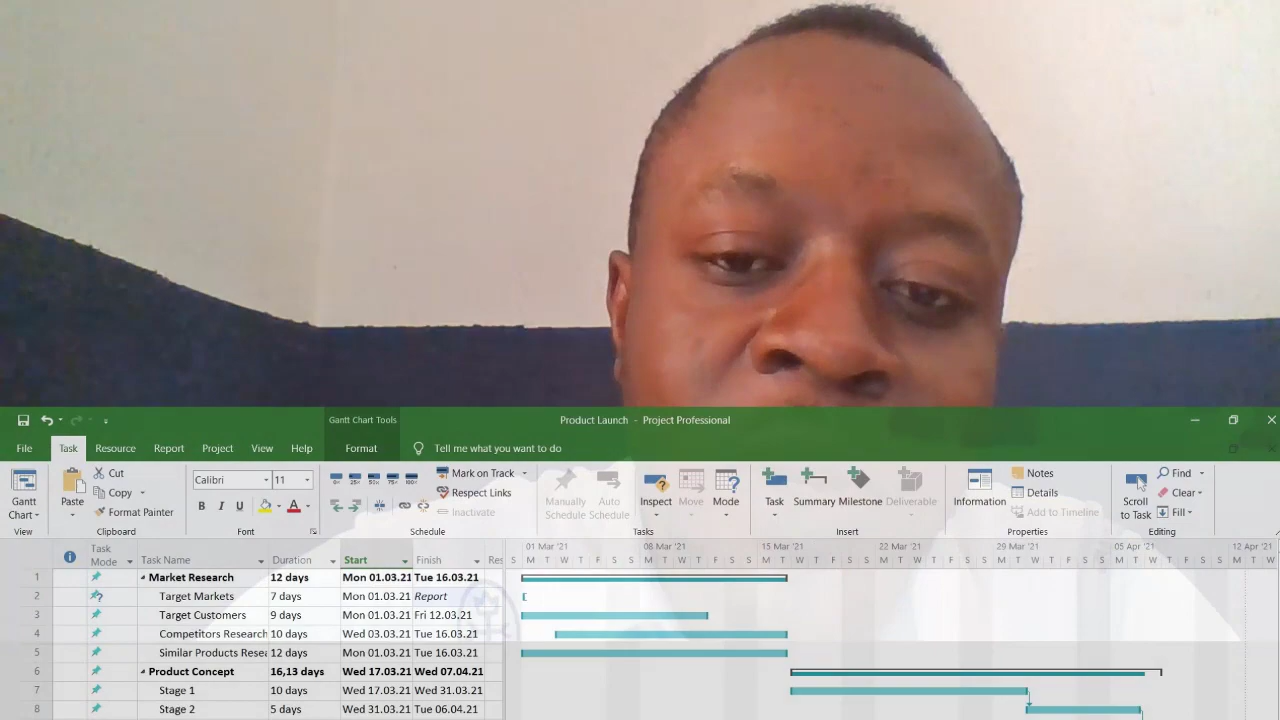 Gantt Chart Tools
Product Launch - Project Professional
File Task Resource Report Project View Help Format Tell me what you want to do
Gantt Chart
View
Paste
Cut
Copy
Format Painter
Clipboard
Calibri 11
B I U A
Font
0% 25% 50% 75% 100%
Mark on Track
Respect Links
Inactivate
Schedule
Manually Schedule
Auto Schedule
Inspect
Move
Mode
Tasks
Task
Summary
Milestone
Deliverable
Insert
Information
Notes
Details
Add to Timeline
Properties
Scroll to Task
Find
Clear
Fill
Editing
01 Mar '21 08 Mar '21 15 Mar '21 22 Mar '21 29 Mar '21 05 Apr '21 12 Apr '21
S M T W T F S S M T W T F S S M T W T F S S M T W T F S S M T W T F S S M T W T F S S M T W
Task Mode Task Name Duration Start Finish Res
1 Market Research 12 days Mon 01.03.21 Tue 16.03.21
2 Target Markets 7 days Mon 01.03.21 Report
3 Target Customers 9 days Mon 01.03.21 Fri 12.03.21
4 Competitors Research 10 days Wed 03.03.21 Tue 16.03.21
5 Similar Products Resea 12 days Mon 01.03.21 Tue 16.03.21
6 Product Concept 16,13 days Wed 17.03.21 Wed 07.04.21
7 Stage 1 10 days Wed 17.03.21 Wed 31.03.21
8 Stage 2 5 days Wed 31.03.21 Tue 06.04.21